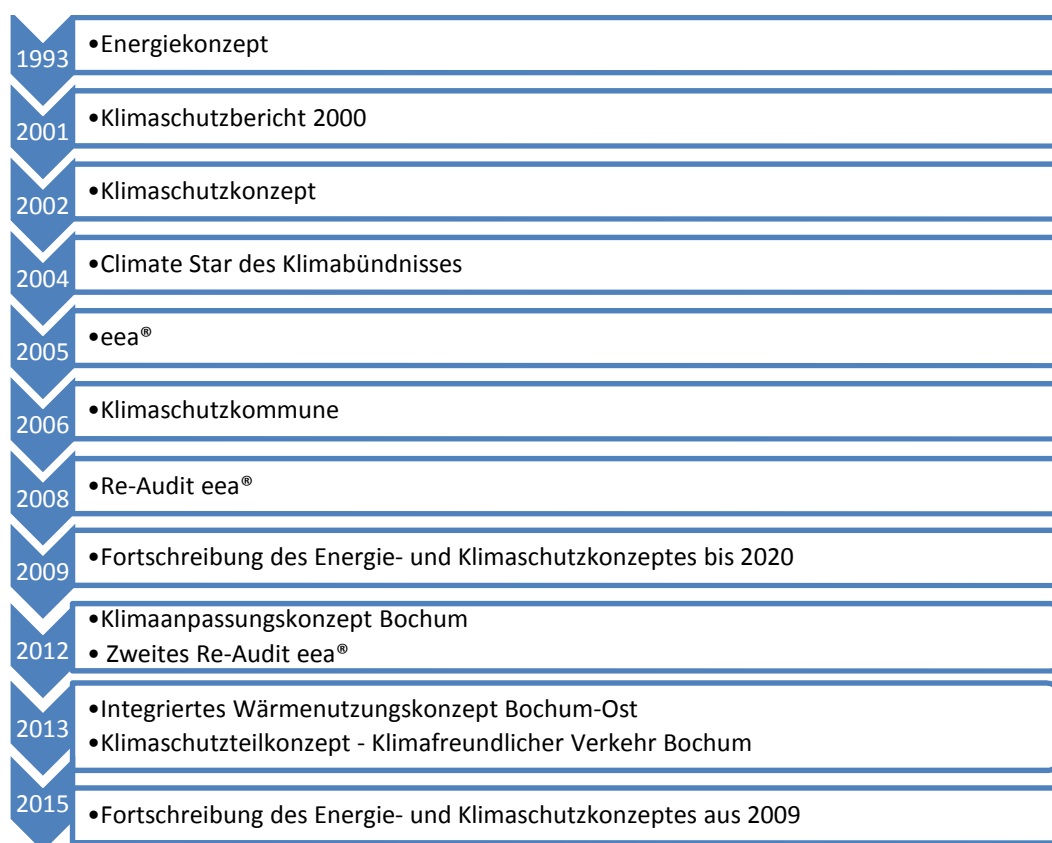 1993
•Energiekonzept
2001
•Klimaschutzbericht 2000
2002
•Klimaschutzkonzept
2004
•Climate Star des Klimabündnisses
2005
•eea®
2006
•Klimaschutzkommune
2008
•Re-Audit eea®
2009
•Fortschreibung des Energie- und Klimaschutzkonzeptes bis 2020
2012
•Klimaanpassungskonzept Bochum
• Zweites Re-Audit eea®
2013
•Integriertes Wärmenutzungskonzept Bochum-Ost
•Klimaschutzteilkonzept - Klimafreundlicher Verkehr Bochum
2015
•Fortschreibung des Energie- und Klimaschutzkonzeptes aus 2009